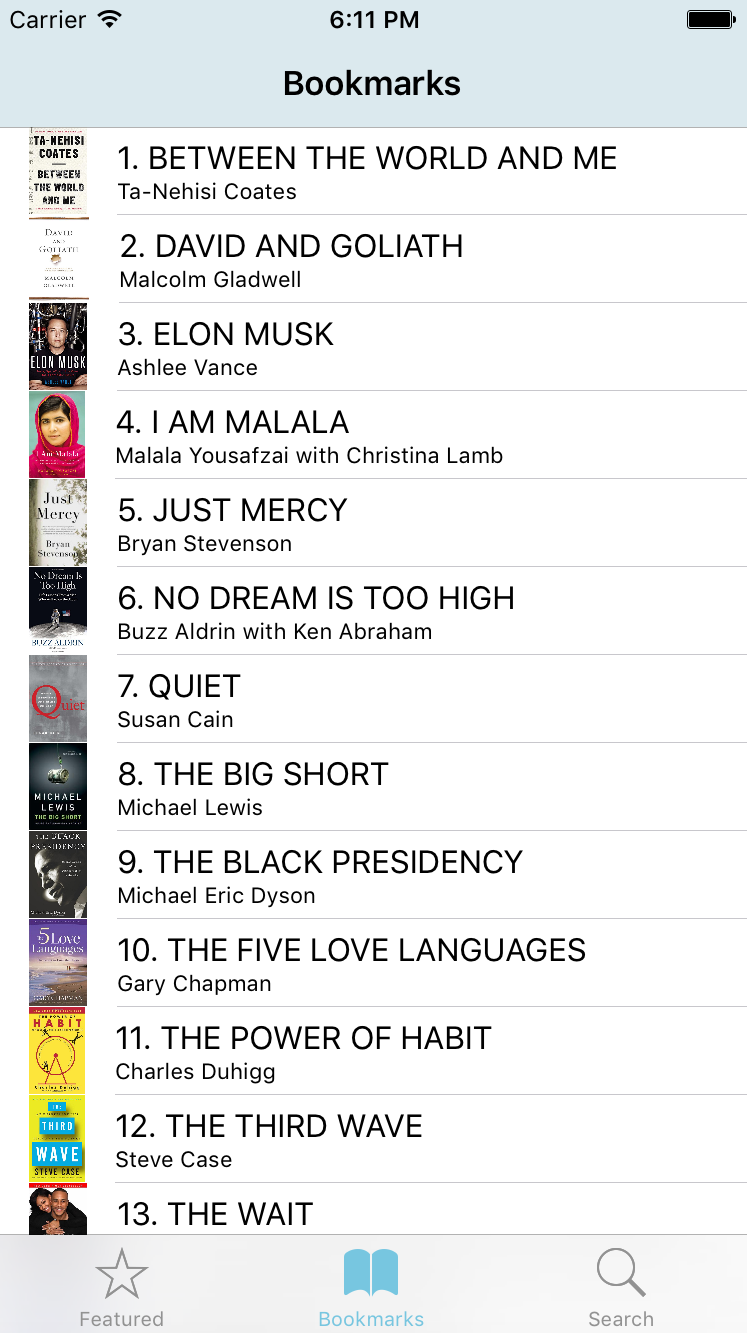 Carrier 6:11 PM
Bookmarks
TA-NEHISI
COATES
BETWEEN
THE WORLD
AND ME
1. BETWEEN THE WORLD AND ME
Ta-Nehisi Coates
DAVID
AND
GOLIATH
MALCOLM
GLADWELL
2. DAVID AND GOLIATH
Malcolm Gladwell
ELON MUSK
3. ELON MUSK
Ashlee Vance
I Am Malala
4. I AM MALALA
Malala Yousafzai with Christina Lamb
Just
Mercy
Bryan
Stevenson
5. JUST MERCY
Bryan Stevenson
No Dream Is
Too High
BUZZ ALDRIN
6. NO DREAM IS TOO HIGH
Buzz Aldrin with Ken Abraham
Quiet
7. QUIET
Susan Cain
MICHAEL
LEWIS
THE BIG SHORT
8. THE BIG SHORT
Michael Lewis
THE BLACK
PRESIDENCY
9. THE BLACK PRESIDENCY
Michael Eric Dyson
5 Love
Languages
GARY CHAPMAN
10. THE FIVE LOVE LANGUAGES
Gary Chapman
THE POWER OF
HABIT
11. THE POWER OF HABIT
Charles Duhigg
THE
THIRD
WAVE
STEVE CASE
12. THE THIRD WAVE
Steve Case
13. THE WAIT
Featured
Bookmarks
Search